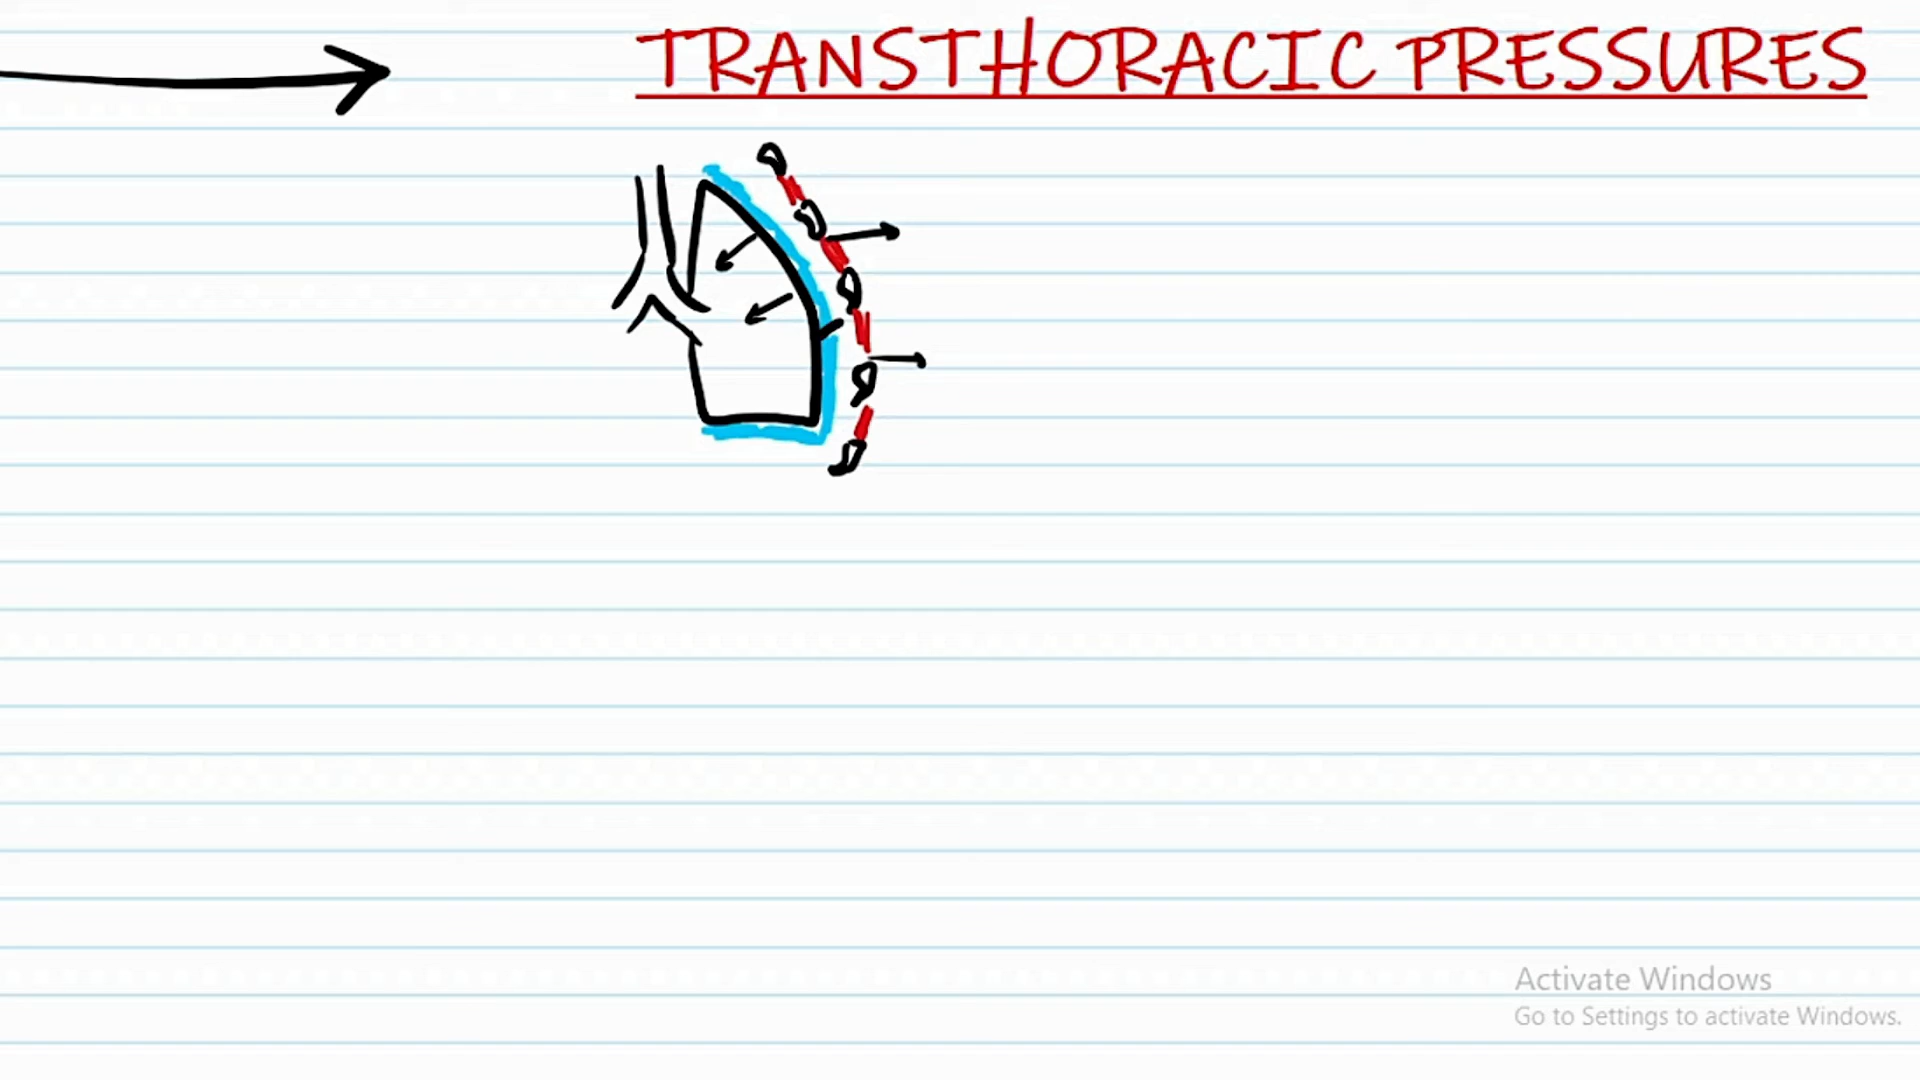 TRANSTHORACIC PRESSURES
Activate Windows
Go to Settings to activate Windows.